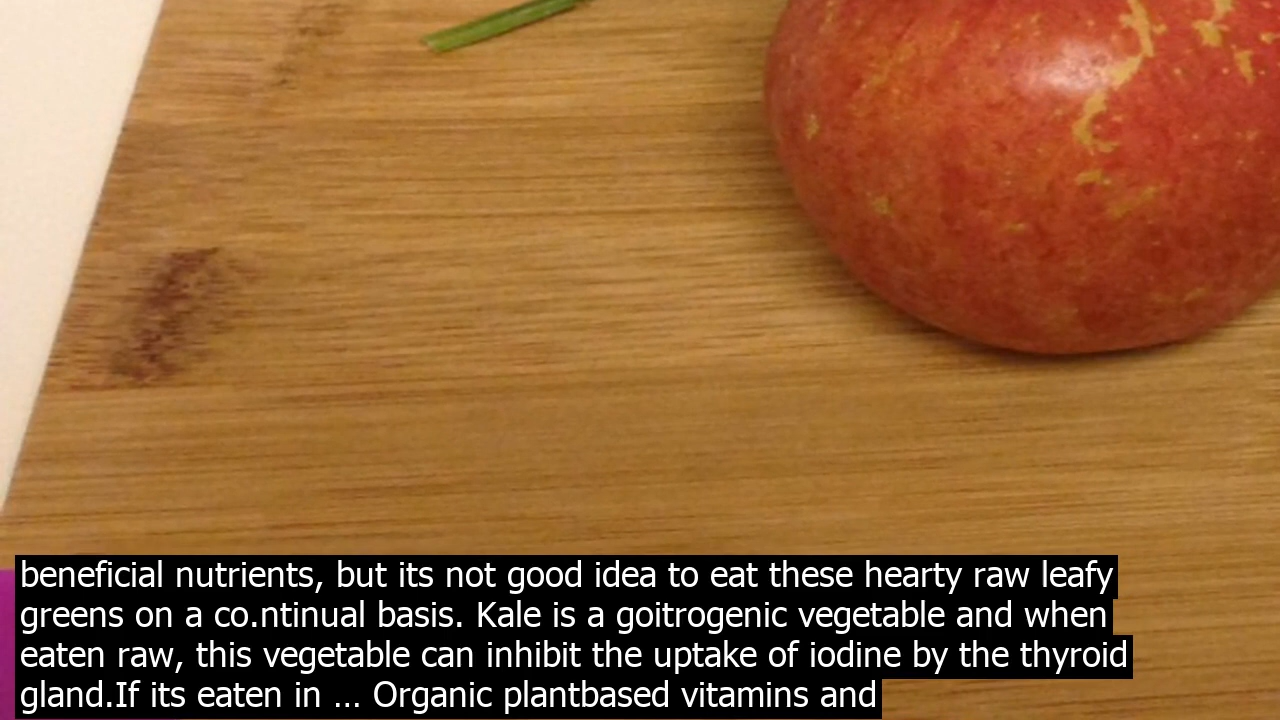 beneficial nutrients, but its not good idea to eat these hearty raw leafy
greens on a co.ntinual basis. Kale is a goitrogenic vegetable and when
eaten raw, this vegetable can inhibit the uptake of iodine by the thyroid
gland.If its eaten in ... Organic plantbased vitamins and